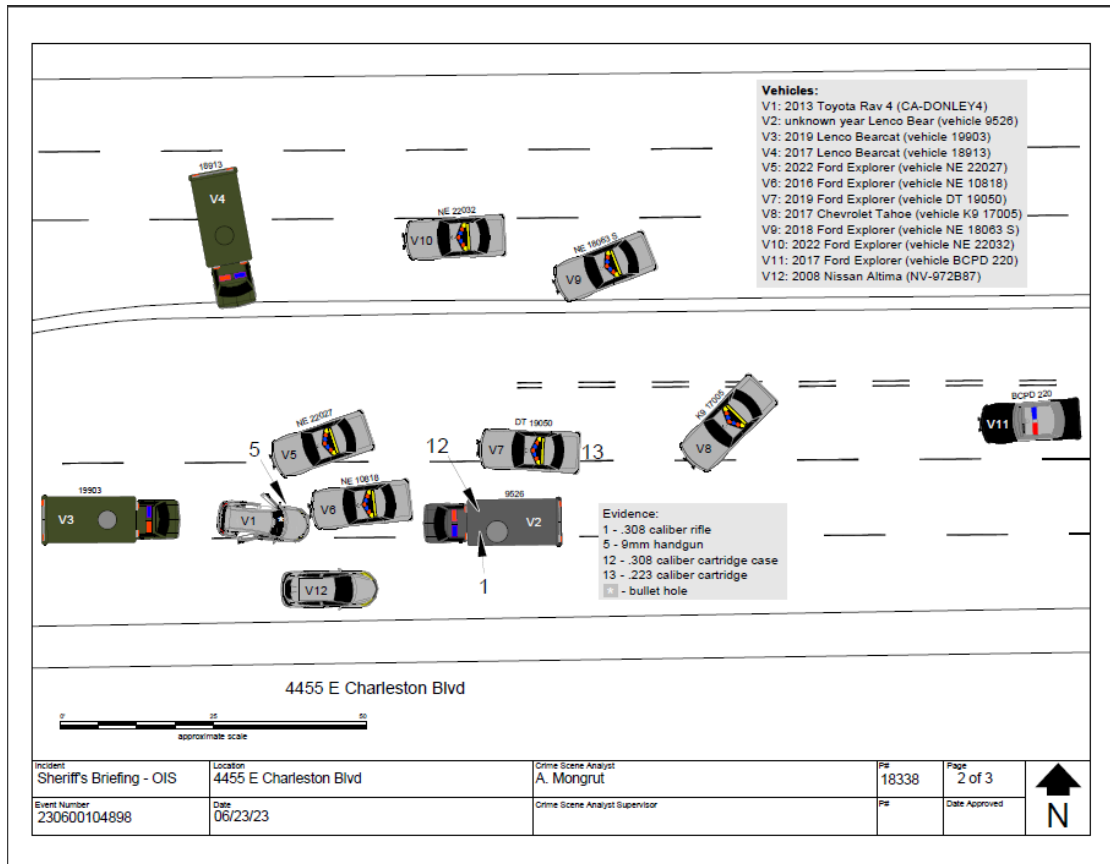 Vehicles:
V1: 2013 Toyota Rav 4 (CA-DONLEY4)
V2: unknown year Lenco Bear (vehicle 9526)
V3: 2019 Lenco Bearcat (vehicle 19903)
V4: 2017 Lenco Bearcat (vehicle 18913)
V5: 2022 Ford Explorer (vehicle NE 22027)
V6: 2016 Ford Explorer (vehicle NE 10818)
V7: 2019 Ford Explorer (vehicle DT 19050)
V8: 2017 Chevrolet Tahoe (vehicle K9 17005)
V9: 2018 Ford Explorer (vehicle NE 18063 S)
V10: 2022 Ford Explorer (vehicle NE 22032)
V11: 2017 Ford Explorer (vehicle BCPD 220)
V12: 2008 Nissan Altima (NV-972B87)
18913
V4
NE 22032
V10
NE 18063 S
V9
NE 22027
V5
5
12
DT 19050
V7
13
K9 17005
V8
BCPD 220
V11
19903
V3
V1
NE 10818
V6
9526
V2
1
V12
Evidence:
1 - .308 caliber rifle
5 - 9mm handgun
12 - .308 caliber cartridge case
13 - .223 caliber cartridge
* - bullet hole
4455 E Charleston Blvd
0' 25 50
approximate scale
Incident
Sheriff's Briefing - OIS
Location
4455 E Charleston Blvd
Crime Scene Analyst
A. Mongrut
P#
18338
Page
2 of 3
Event Number
230600104898
Date
06/23/23
Crime Scene Analyst Supervisor
P#
Date Approved
N